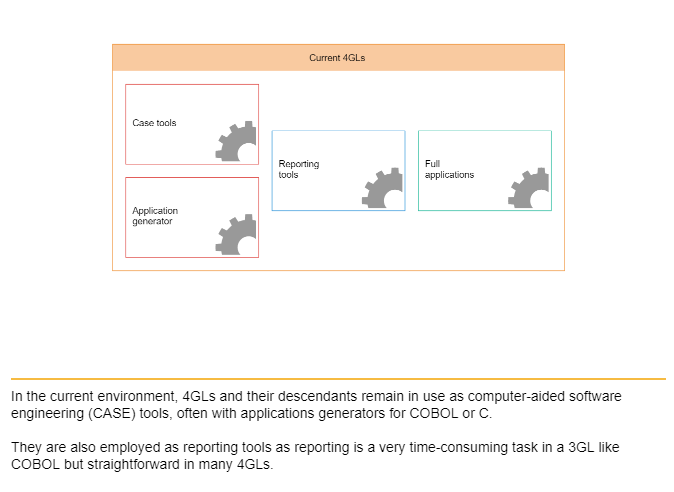 Current 4GLs
Case tools
Application
generator
Reporting
tools
Full
applications
In the current environment, 4GLs and their descendants remain in use as computer-aided software
engineering (CASE) tools, often with applications generators for COBOL or C.
They are also employed as reporting tools as reporting is a very time-consuming task in a 3GL like
COBOL but straightforward in many 4GLs.